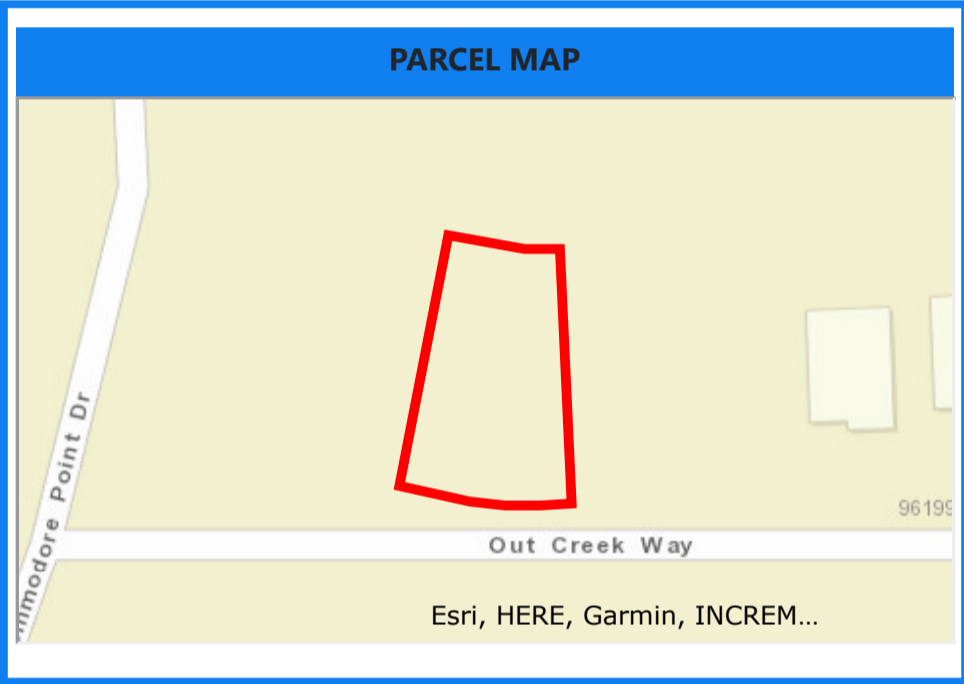 PARCEL MAP
Point Dr
96199
Out Creek Way
Esri, HERE, Garmin, INCREM...